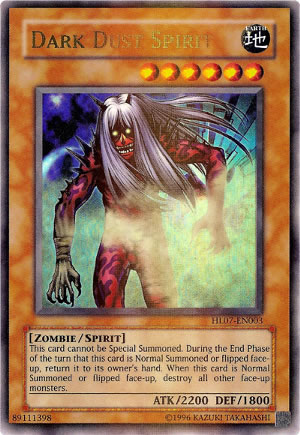 DARK DUST SPIRIT
EARTH
地
HL07-EN003
[ZOMBIE/SPIRIT]
This card cannot be Special Summoned. During the End Phase
of the turn that this card is Normal Summoned or flipped face-
up, return it to its owner's hand. When this card is Normal
Summoned or flipped face-up, destroy all other face-up
monsters.
ATK/2200 DEF/1800
89111398
©1996 KAZUKI TAKAHASHI